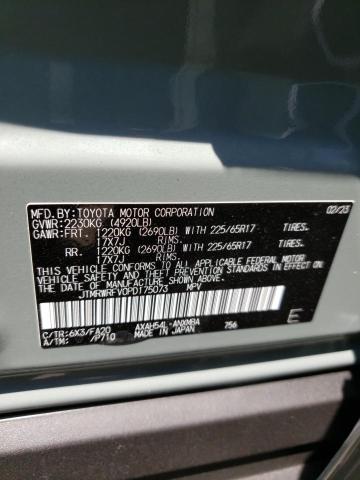 MFD.BY:TOYOTA MOTOR CORPORATION 02/23
GVWR:2230KG (4920LB)
GAWR:FRT. 1220KG (2690LB) WITH 225/65R17 TIRES.
17X7J RIMS.
RR. 1220KG (2690LB) WITH 225/65R17 TIRES.
17X7J RIMS.
THIS VEHICLE CONFORMS TO ALL APPLICABLE FEDERAL MOTOR
VEHICLE SAFETY AND THEFT PREVENTION STANDARDS IN EFFECT
ON THE DATE OF MANUFACTURE SHOWN ABOVE.
JTMRWRFV0PD175073 MPV
C/TR:6X3/FA20 AXAH54L-ANXMBA 756
A/TM: /P710 MADE IN JAPAN
E